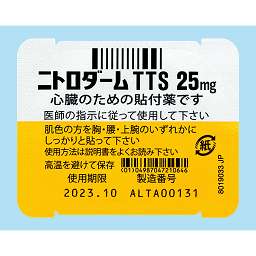 ニトロダームTTS 25mg
心臓のための貼付薬です
医師の指示に従って使用して下さい
肌色の方を胸・腰・上腕のいずれかに
しっかりと貼って下さい
使用方法は説明書をよくお読み下さい
高温を避けて保存
(01)04987047210646
使用期限 製造番号
2023.10 ALTA00131
紙
8019033 JP